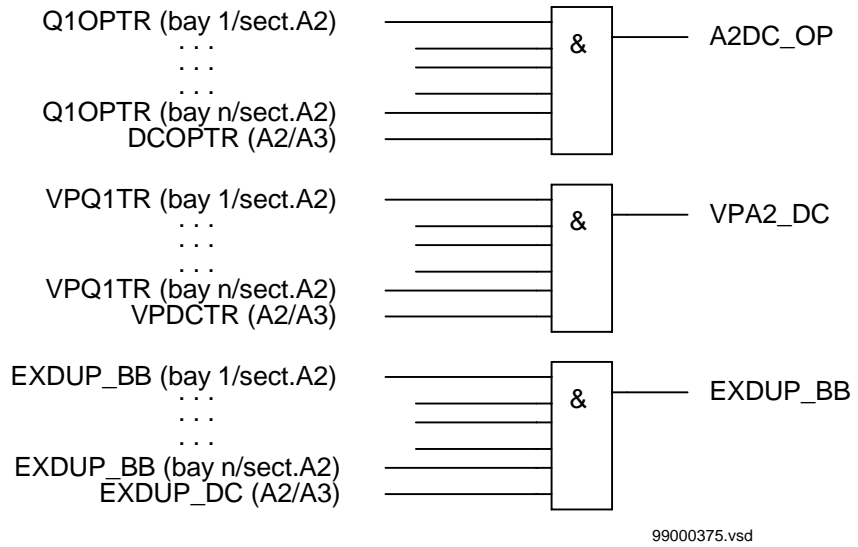 Q1OPTR (bay 1/sect.A2)
. . .
. . .
. . .
Q1OPTR (bay n/sect.A2)
DCOPTR (A2/A3)
&
A2DC_OP
VPQ1TR (bay 1/sect.A2)
. . .
. . .
. . .
VPQ1TR (bay n/sect.A2)
VPDCTR (A2/A3)
&
VPA2_DC
EXDUP_BB (bay 1/sect.A2)
. . .
. . .
. . .
EXDUP_BB (bay n/sect.A2)
EXDUP_DC (A2/A3)
&
EXDUP_BB
99000375.vsd